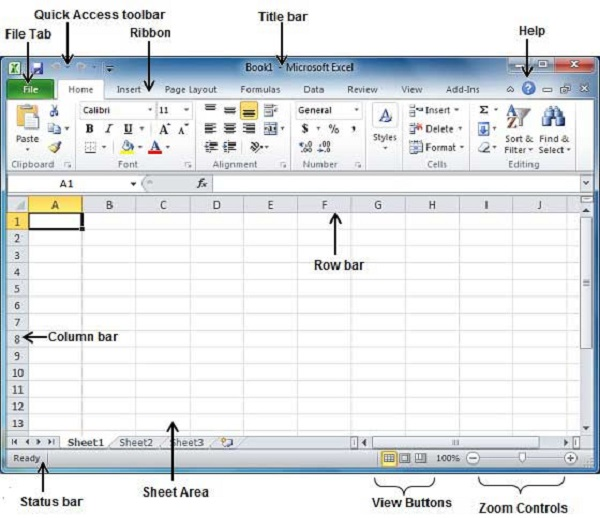 Quick Access toolbar
Title bar
File Tab
Ribbon
Help
Book1 - Microsoft Excel
File Home Insert Page Layout Formulas Data Review View Add-Ins
Calibri 11 General Insert Σ
Paste B I U A A $ % , Styles Delete Sort & Find &
A Format Filter Select
Clipboard Font Alignment Number Cells Editing
A1 fx
A B C D E F G H I J
1
2
3
Row bar
4
5
6
7
8 Column bar
9
10
11
12
13
Sheet1 Sheet2 Sheet3
Ready 100%
Status bar
Sheet Area
View Buttons
Zoom Controls